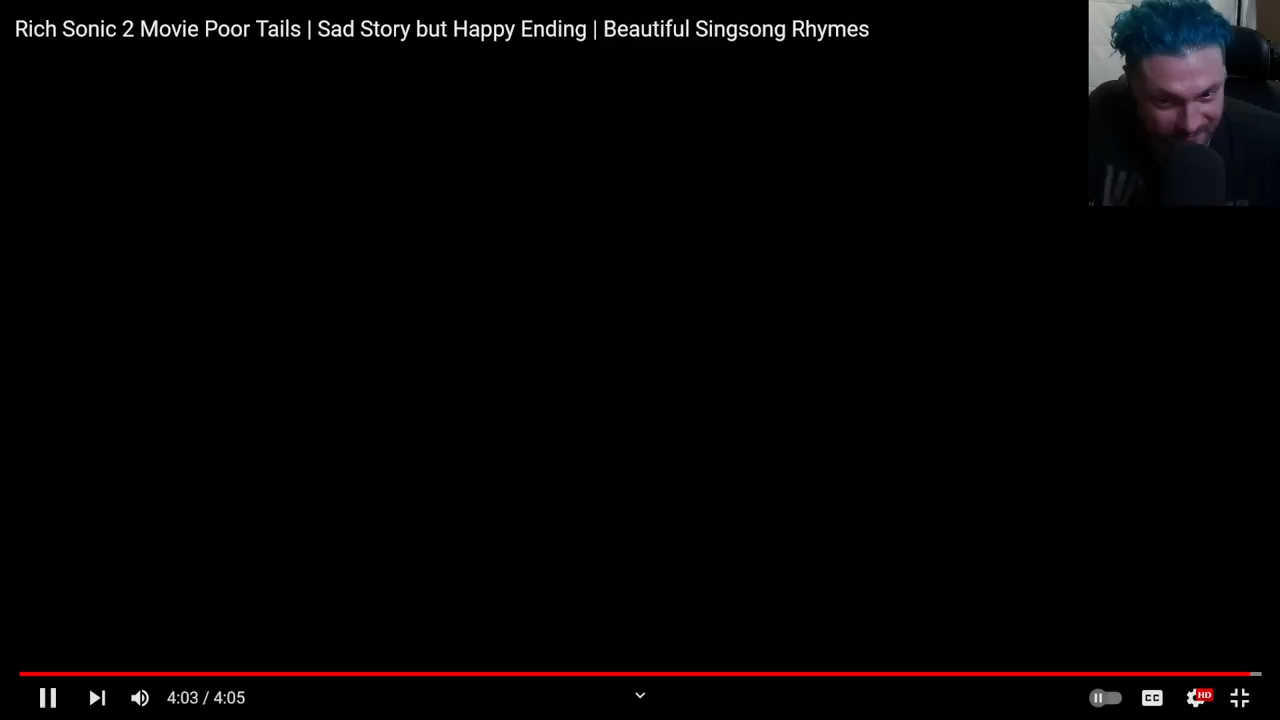 Rich Sonic 2 Movie Poor Tails | Sad Story but Happy Ending | Beautiful Singsong Rhymes
4:03 / 4:05
CC
HD